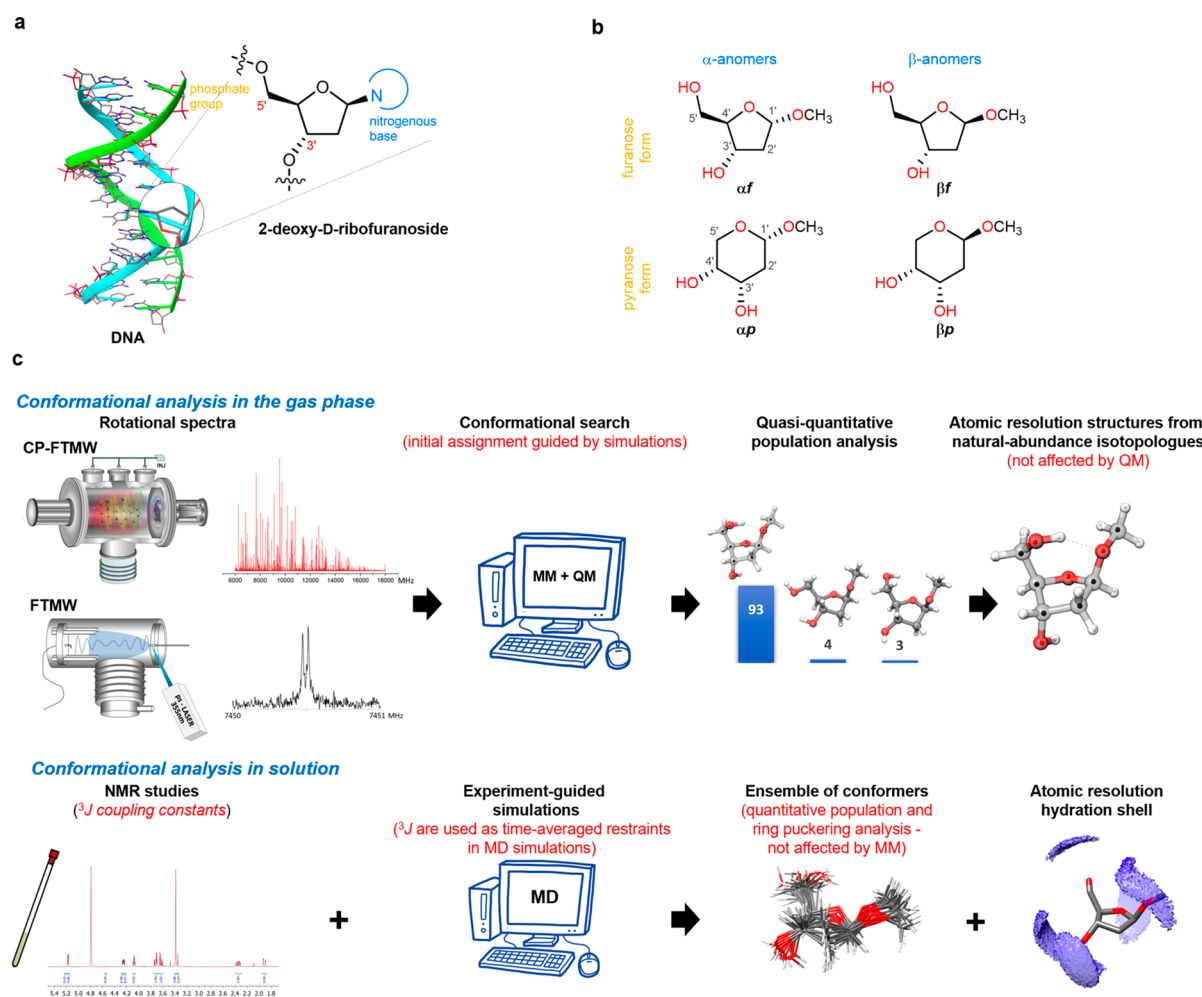 a
phosphate
group
O
5'
O
N
nitrogenous
base
3'
O
2-deoxy-D-ribofuranoside
DNA
b
α-anomers
β-anomers
furanose
form
HO
5'
4'
O
1'
OCH3
3'
2'
HO
αf
HO
O
OCH3
OH
βf
pyranose
form
5'
O
1'
OCH3
4'
2'
HO
3'
OH
αp
O
OCH3
HO
OH
βp
c
Conformational analysis in the gas phase
Rotational spectra
CP-FTMW
INJ
6000 8000 10000 12000 14000 16000 18000 MHz
FTMW
ps - LASER
355nm
7450 7451 MHz
Conformational search
(initial assignment guided by simulations)
MM + QM
Quasi-quantitative
population analysis
93
4
3
Atomic resolution structures from
natural-abundance isotopologues
(not affected by QM)
Conformational analysis in solution
NMR studies
(3J coupling constants)
5.4 5.2 5.0 4.8 4.6 4.4 4.2 4.0 3.8 3.6 3.4 3.2 3.0 2.8 2.6 2.4 2.2 2.0 1.8
+
Experiment-guided
simulations
(3J are used as time-averaged restraints
in MD simulations)
MD
Ensemble of conformers
(quantitative population and
ring puckering analysis -
not affected by MM)
+
Atomic resolution
hydration shell